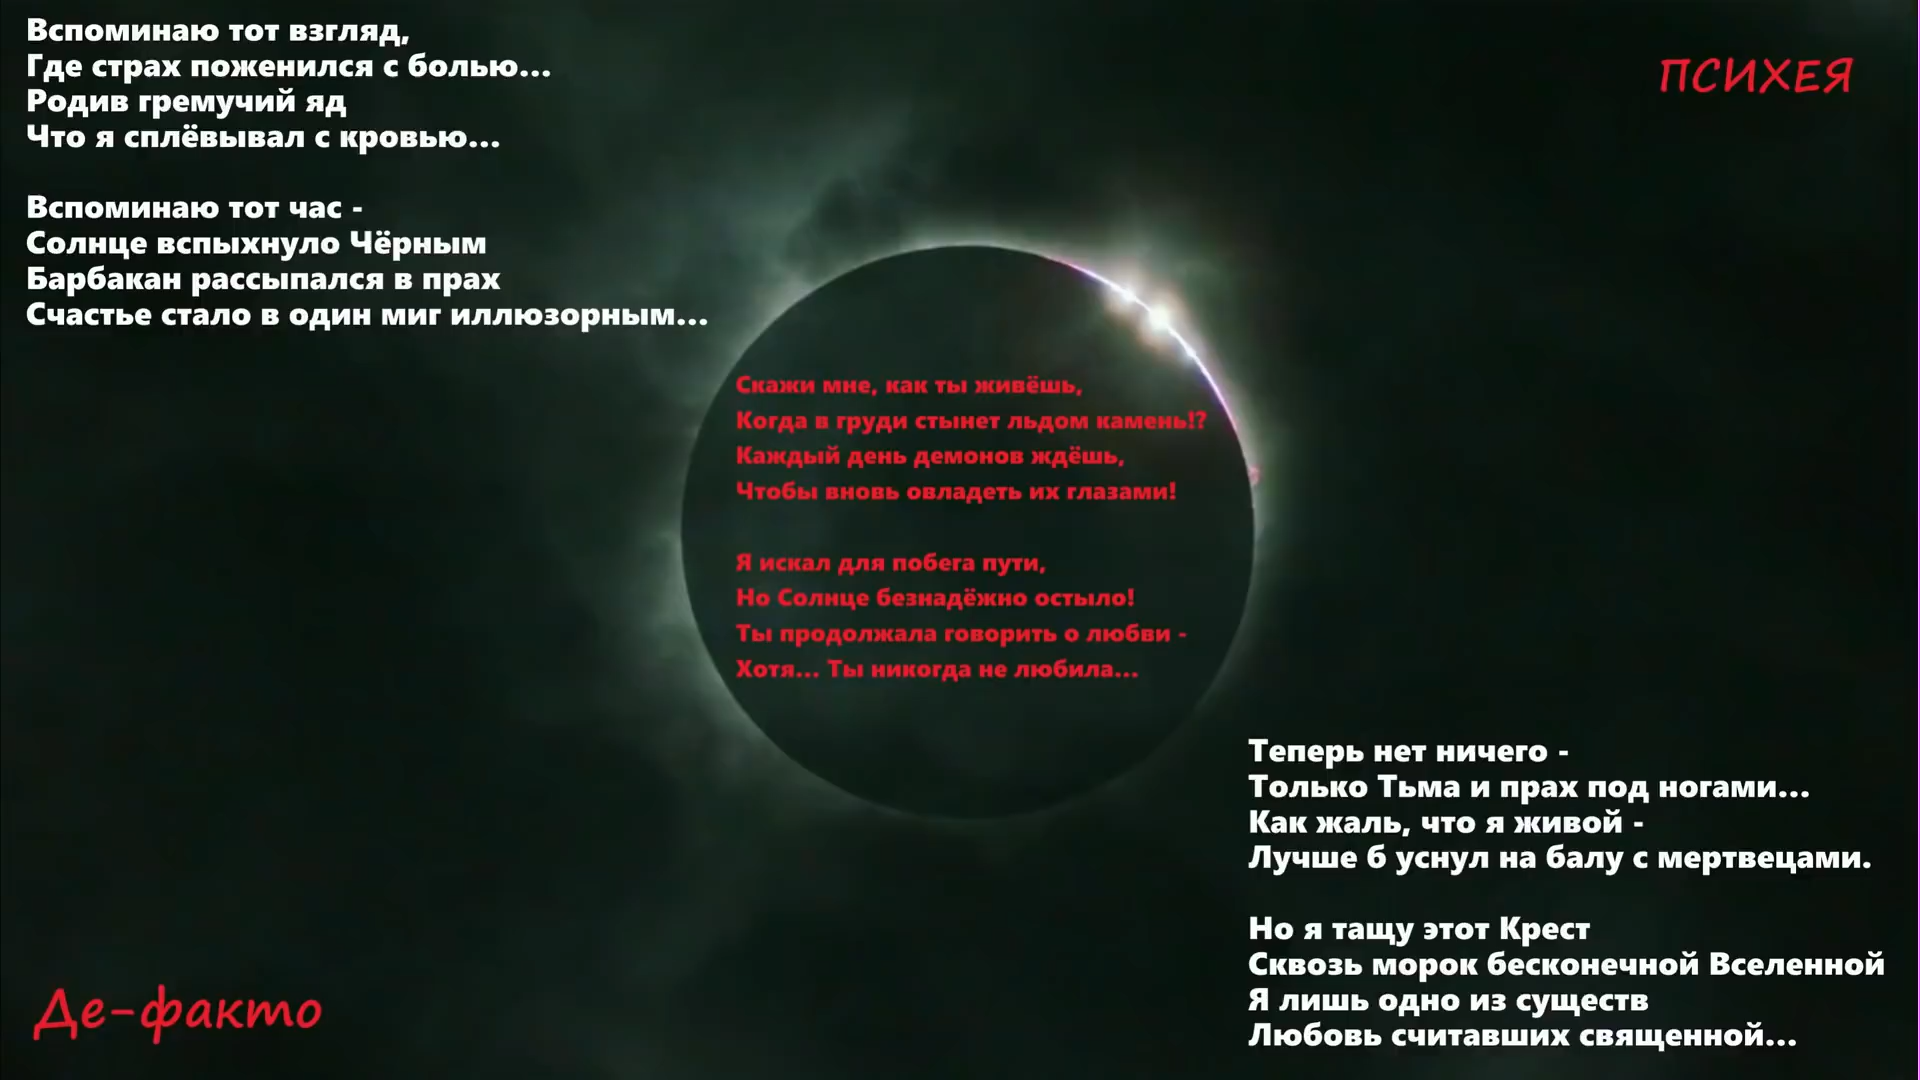 Вспоминаю тот взгляд,
Где страх поженился с болью...
Родив гремучий яд
Что я сплёвывал с кровью...
Вспоминаю тот час -
Солнце вспыхнуло Чёрным
Барбакан рассыпался в прах
Счастье стало в один миг иллюзорным...
ПСИХЕЯ
Скажи мне, как ты живёшь,
Когда в груди стынет льдом камень!?
Каждый день демонов ждёшь,
Чтобы вновь овладеть их глазами!
Я искал для побега пути,
Но Солнце безнадёжно остыло!
Ты продолжала говорить о любви -
Хотя... Ты никогда не любила...
Теперь нет ничего -
Только Тьма и прах под ногами...
Как жаль, что я живой -
Лучше б уснул на балу с мертвецами.
Но я тащу этот Крест
Сквозь морок бесконечной Вселенной
Я лишь одно из существ
Любовь считавших священной...
Де-факто